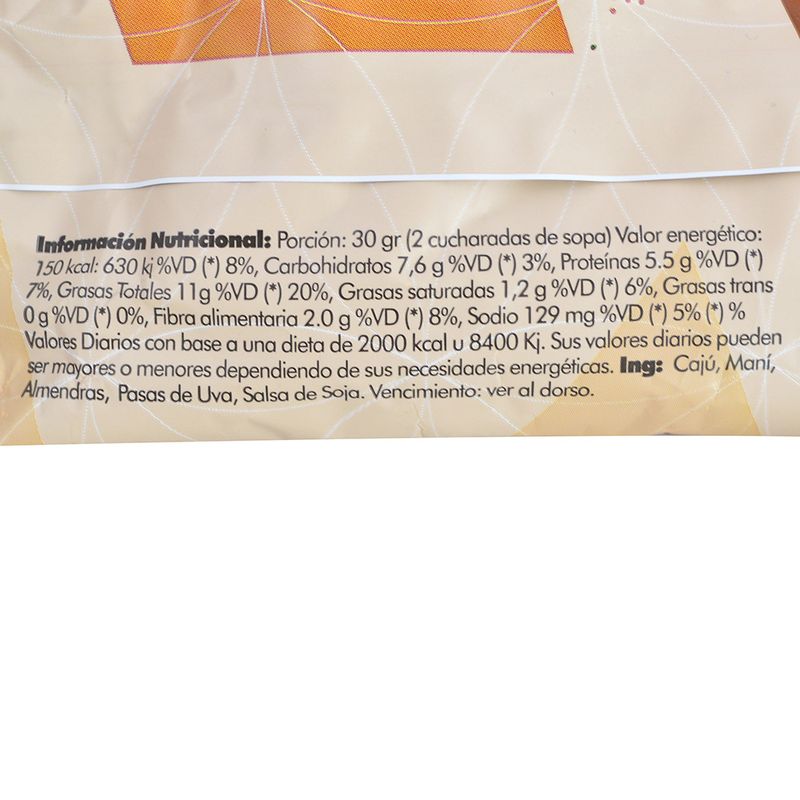 Información Nutricional: Porción: 30 gr (2 cucharadas de sopa) Valor energético:
150 kcal: 630 kj %VD (*) 8%, Carbohidratos 7,6 g %VD (*) 3%, Proteínas 5.5 g %VD (*)
7%, Grasas Totales 11g %VD (*) 20%, Grasas saturadas 1,2 g %VD (*) 6%, Grasas trans
0 g %VD (*) 0%, Fibra alimentaria 2.0 g %VD (*) 8%, Sodio 129 mg %VD (*) 5% (*) %
Valores Diarios con base a una dieta de 2000 kcal u 8400 Kj. Sus valores diarios pueden
ser mayores o menores dependiendo de sus necesidades energéticas. Ing: Cajú, Maní,
Almendras, Pasas de Uva, Salsa de Soja. Vencimiento: ver al dorso.